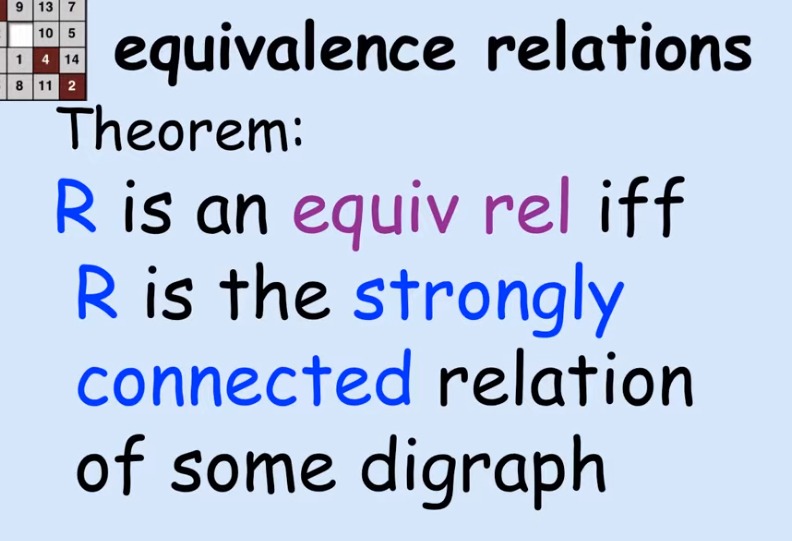 9 13 7
10 5
1 4 14
8 11 2
equivalence relations
Theorem:
R is an equiv rel iff
R is the strongly
connected relation
of some digraph